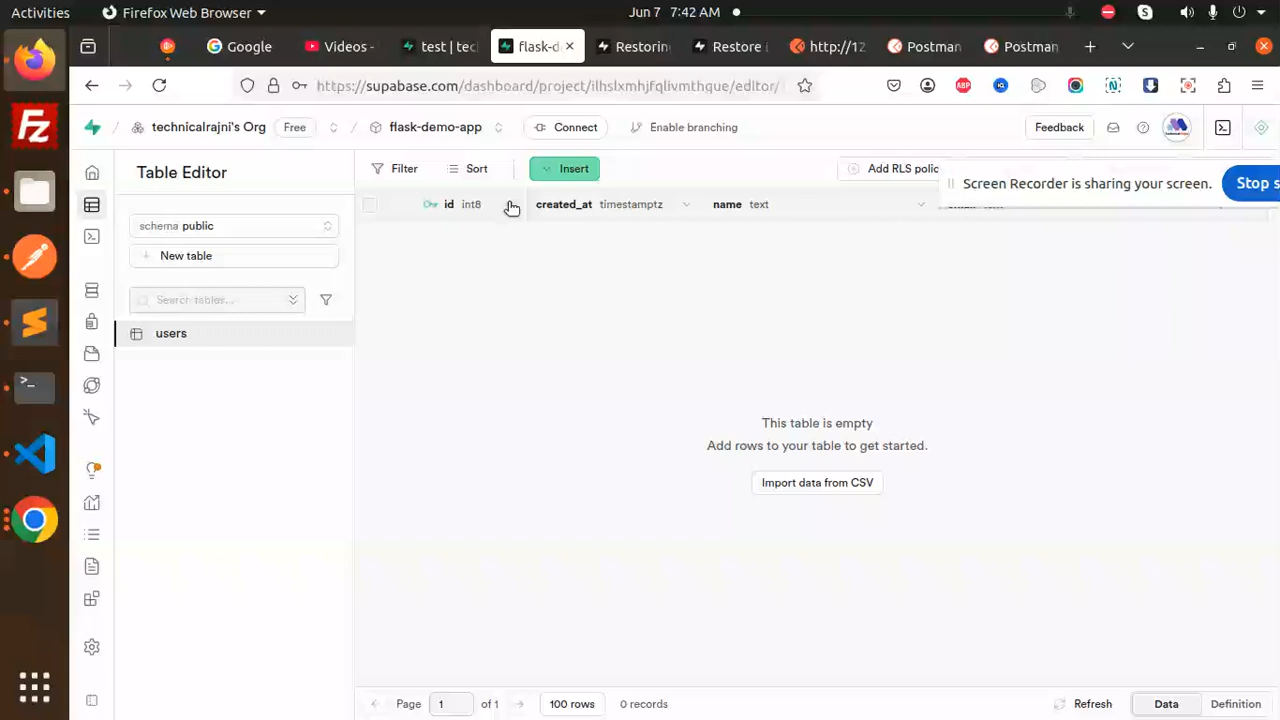 Activities
Firefox Web Browser
Jun 7 7:42 AM
Google
Videos -
test | tec
flask-d
Restorin
Restore i
http://12
Postman
Postman
https://supabase.com/dashboard/project/ilhslxmhjfqlivmthgue/editor/
technicalrajni's Org
Free
flask-demo-app
Connect
Enable branching
Feedback
Table Editor
Filter
Sort
Insert
Add RLS polic
Screen Recorder is sharing your screen.
Stop s
schema public
New table
Search tables...
users
id int8
created_at timestamptz
name text
This table is empty
Add rows to your table to get started.
Import data from CSV
Page 1 of 1
100 rows
0 records
Refresh
Data
Definition